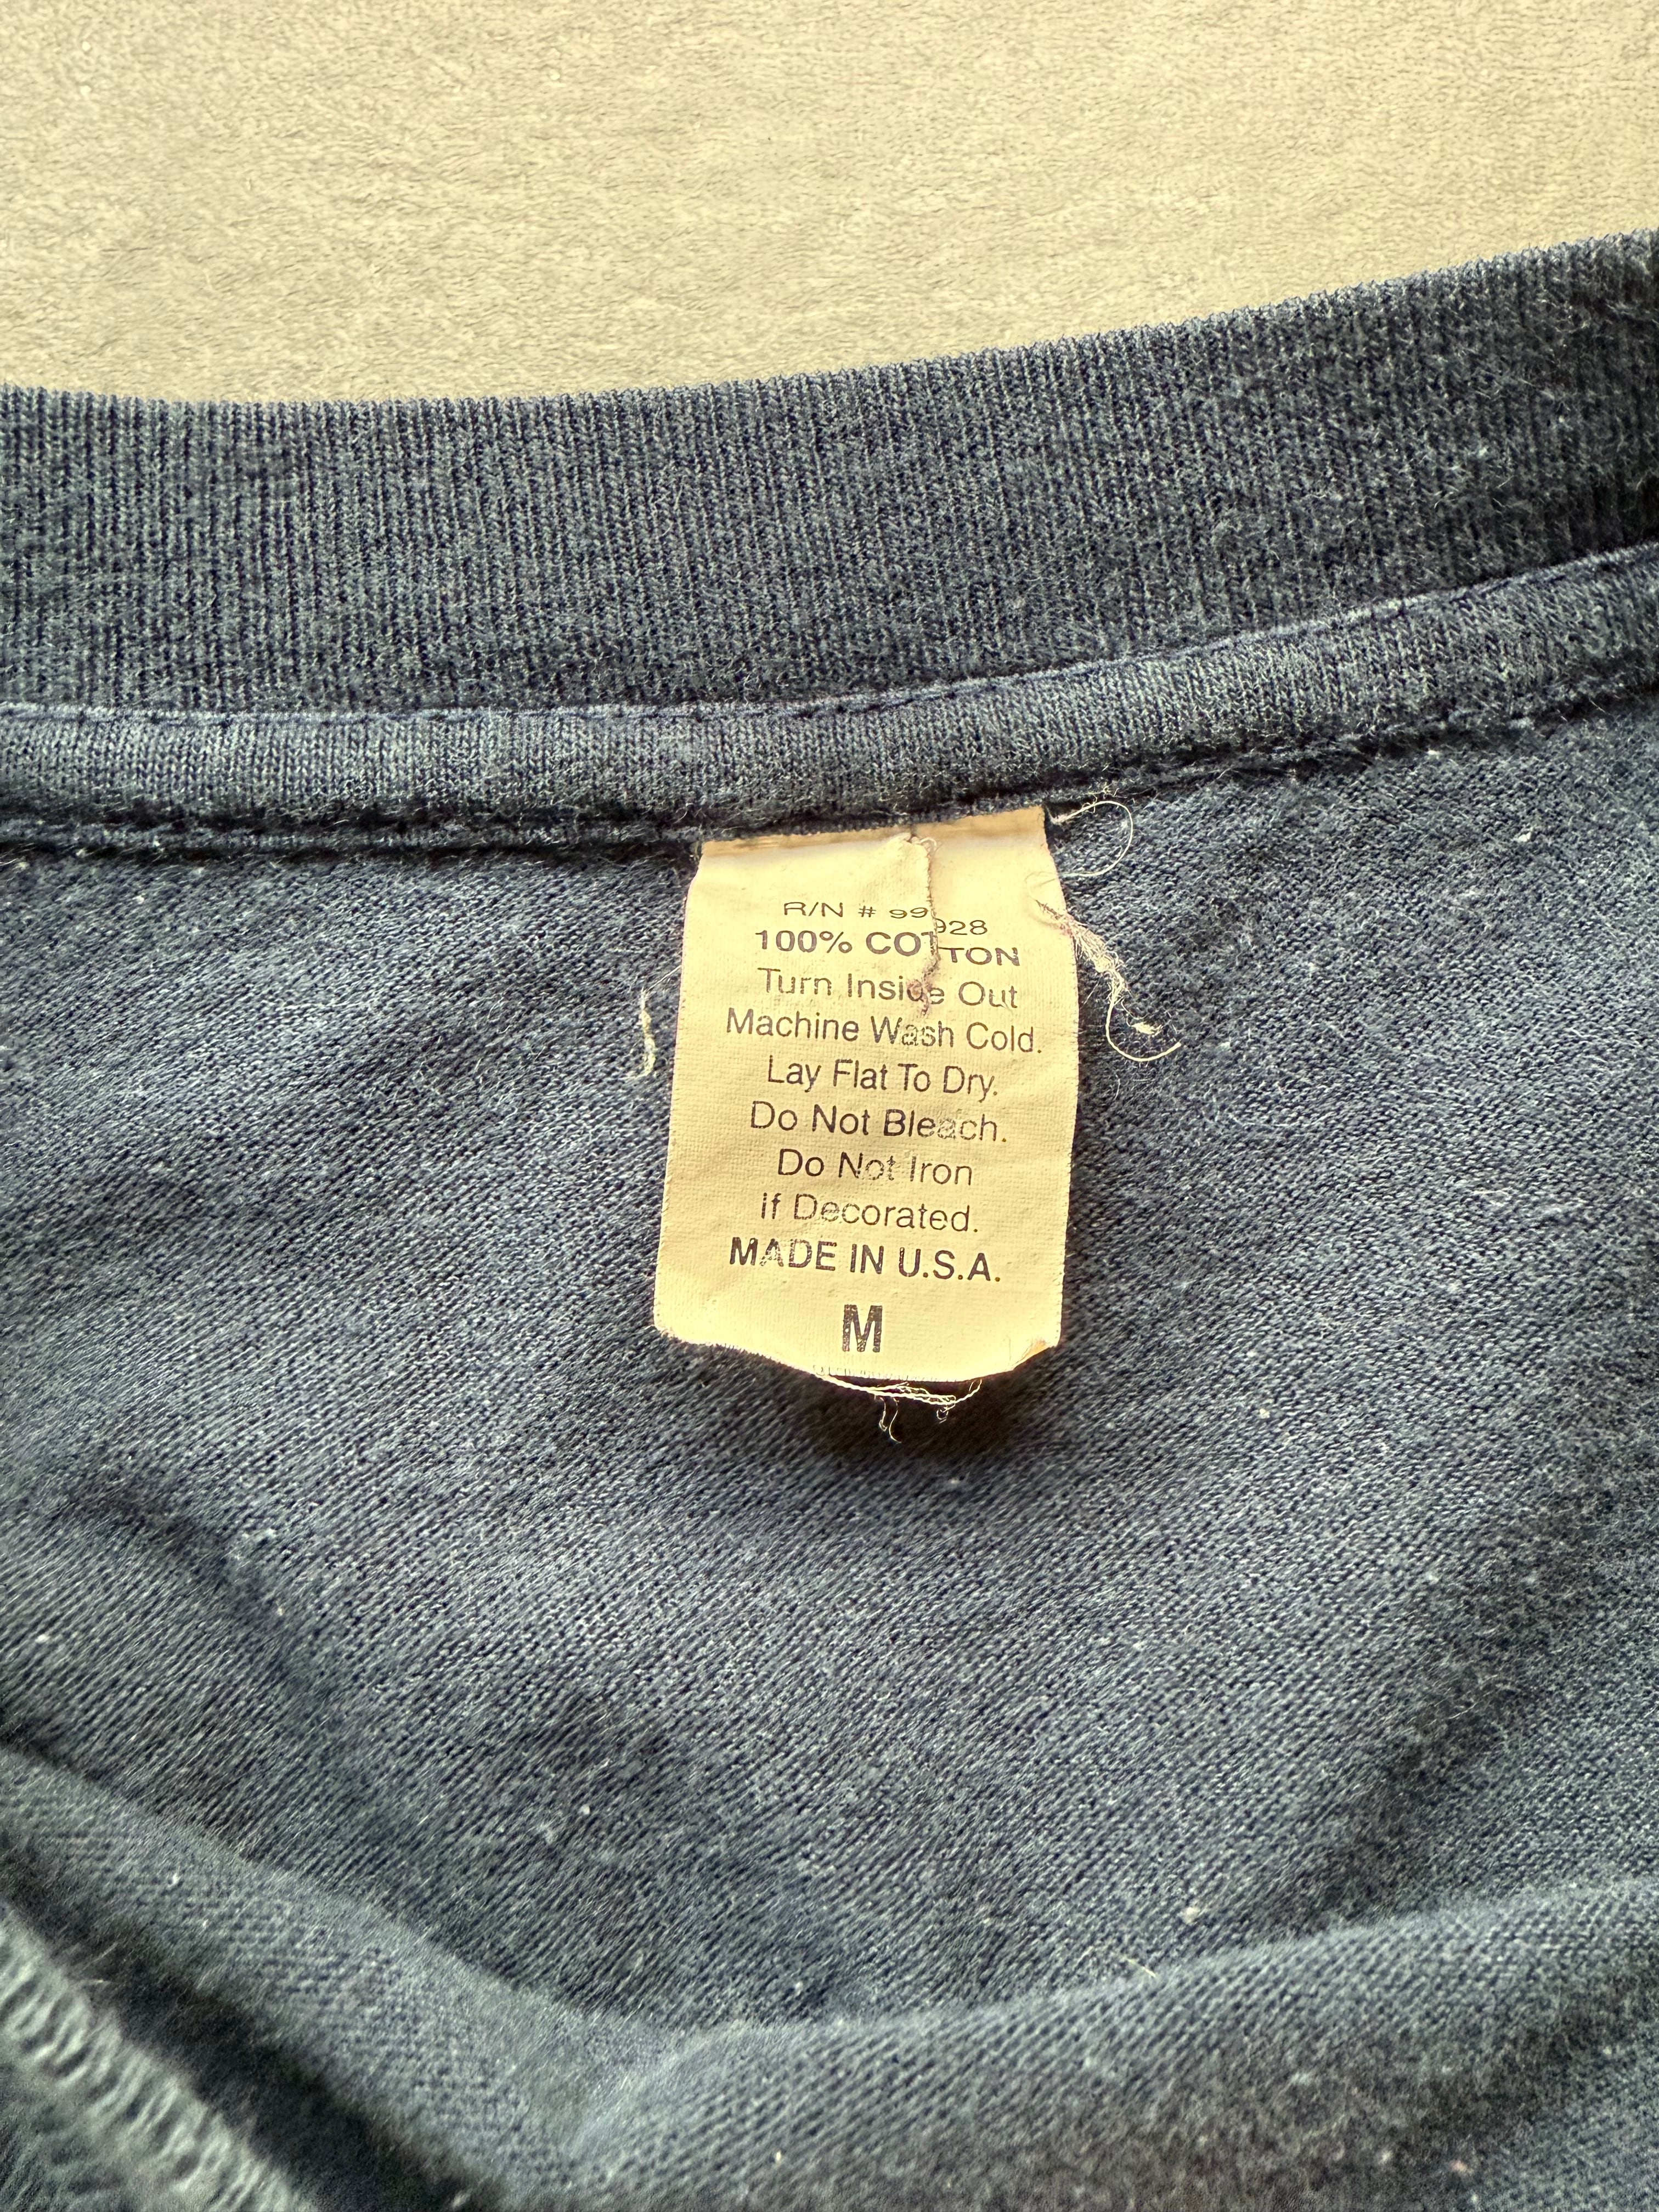 R/N # 99928
100% COTTON
Turn Inside Out
Machine Wash Cold.
Lay Flat To Dry.
Do Not Bleach.
Do Not Iron
if Decorated.
MADE IN U.S.A.
M